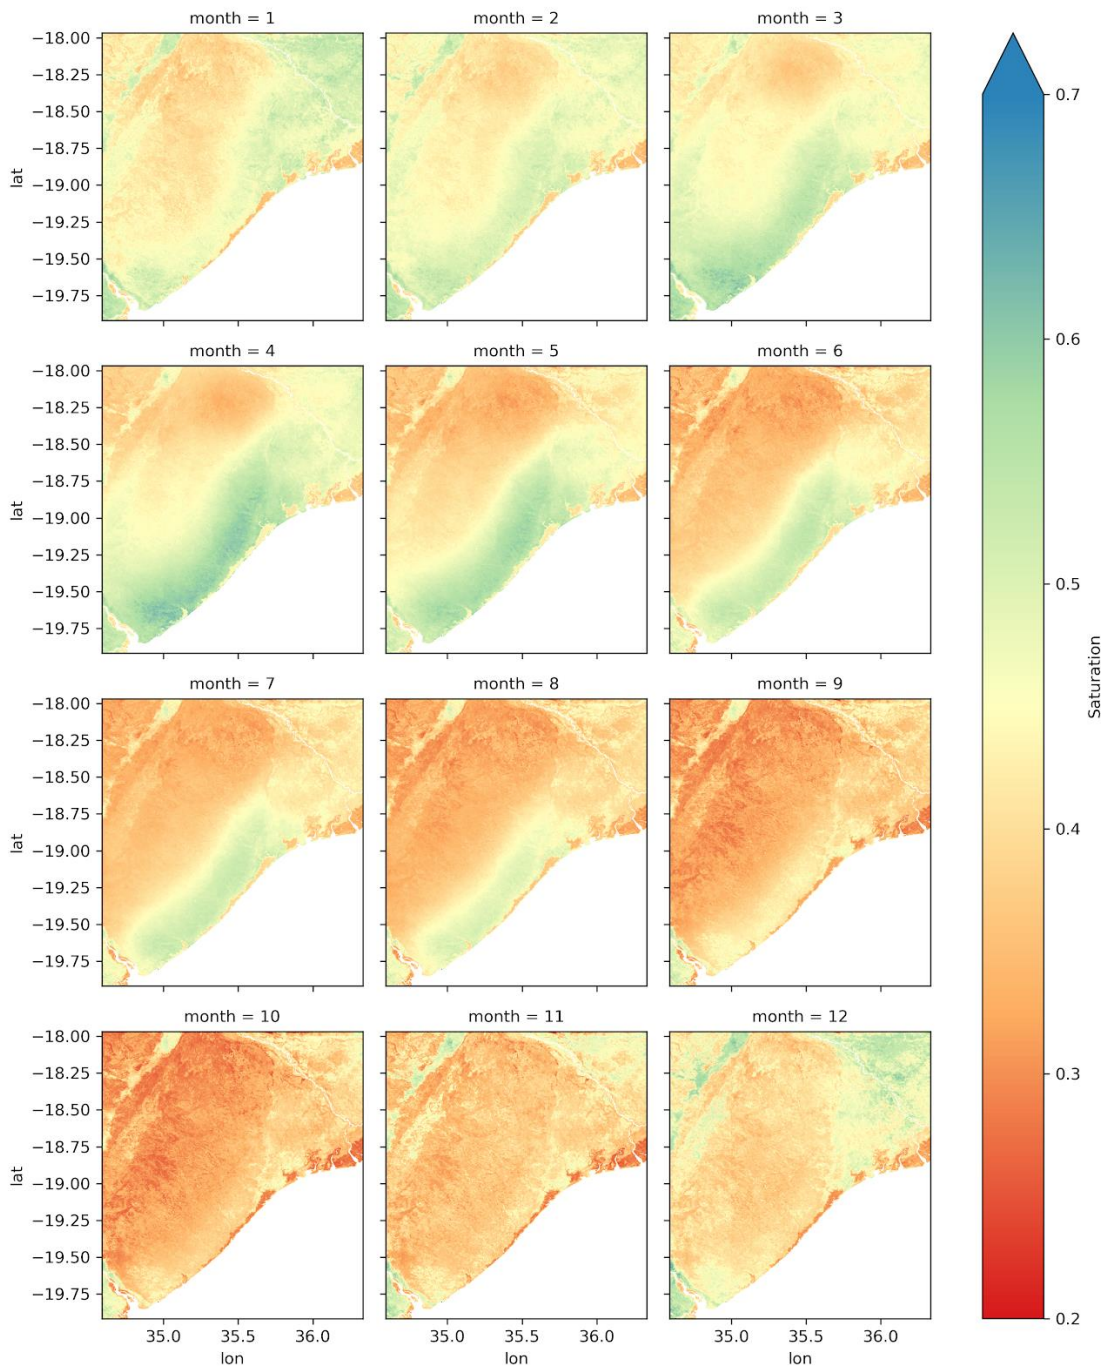 month = 1
month = 2
month = 3
−18.00
−18.25
−18.50
−18.75
−19.00
−19.25
−19.50
−19.75
lat
month = 4
month = 5
month = 6
−18.00
−18.25
−18.50
−18.75
−19.00
−19.25
−19.50
−19.75
lat
month = 7
month = 8
month = 9
−18.00
−18.25
−18.50
−18.75
−19.00
−19.25
−19.50
−19.75
lat
month = 10
month = 11
month = 12
−18.00
−18.25
−18.50
−18.75
−19.00
−19.25
−19.50
−19.75
lat
35.0 35.5 36.0
lon
35.0 35.5 36.0
lon
35.0 35.5 36.0
lon
0.7
0.6
0.5
0.4
0.3
0.2
Saturation